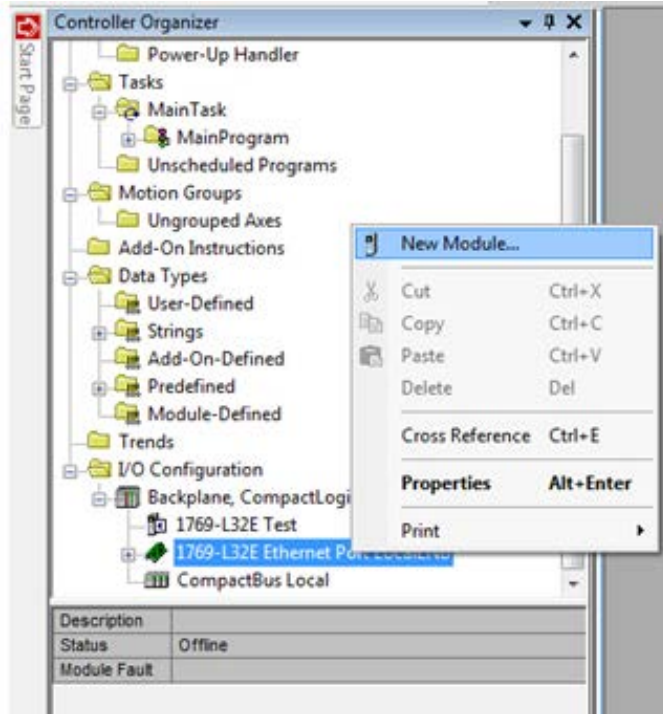 Controller Organizer
Start Page
Power-Up Handler
Tasks
MainTask
MainProgram
Unscheduled Programs
Motion Groups
Ungrouped Axes
Add-On Instructions
Data Types
User-Defined
Strings
Add-On-Defined
Predefined
Module-Defined
Trends
I/O Configuration
Backplane, CompactLogi
1769-L32E Test
1769-L32E Ethernet Port LocalENB
CompactBus Local
New Module...
Cut Ctrl+X
Copy Ctrl+C
Paste Ctrl+V
Delete Del
Cross Reference Ctrl+E
Properties Alt+Enter
Print
Description
Status Offline
Module Fault